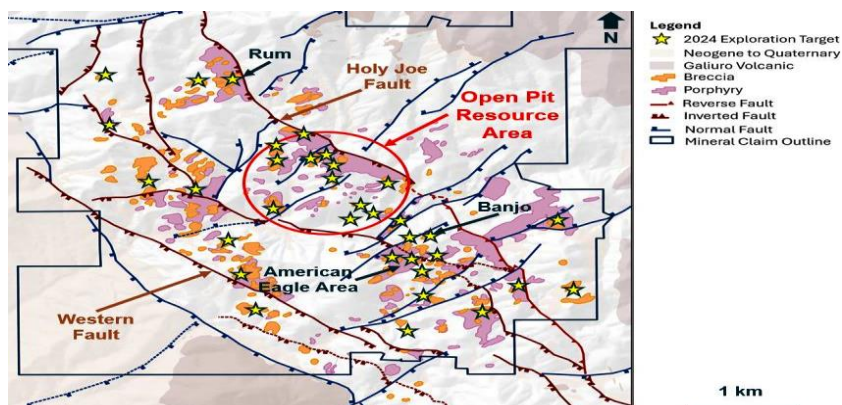 Rum
Holy Joe
Fault
Open Pit
Resource
Area
N
Banjo
American
Eagle Area
Western
Fault
Legend
2024 Exploration Target
Neogene to Quaternary
Galiuro Volcanic
Breccia
Porphyry
Reverse Fault
Inverted Fault
Normal Fault
Mineral Claim Outline
1 km